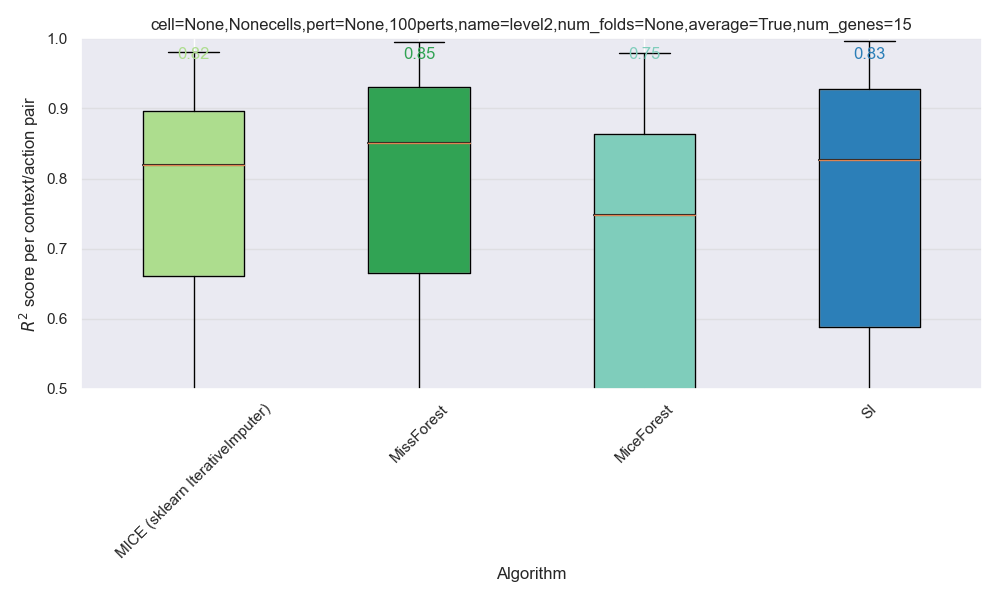 cell=None,Nonecells,pert=None,100perts,name=level2,num_folds=None,average=True,num_genes=15
R² score per context/action pair
1.0
0.9
0.8
0.7
0.6
0.5
0.82
0.85
0.75
0.83
MICE (sklearn IterativeImputer)
MissForest
MiceForest
SI
Algorithm